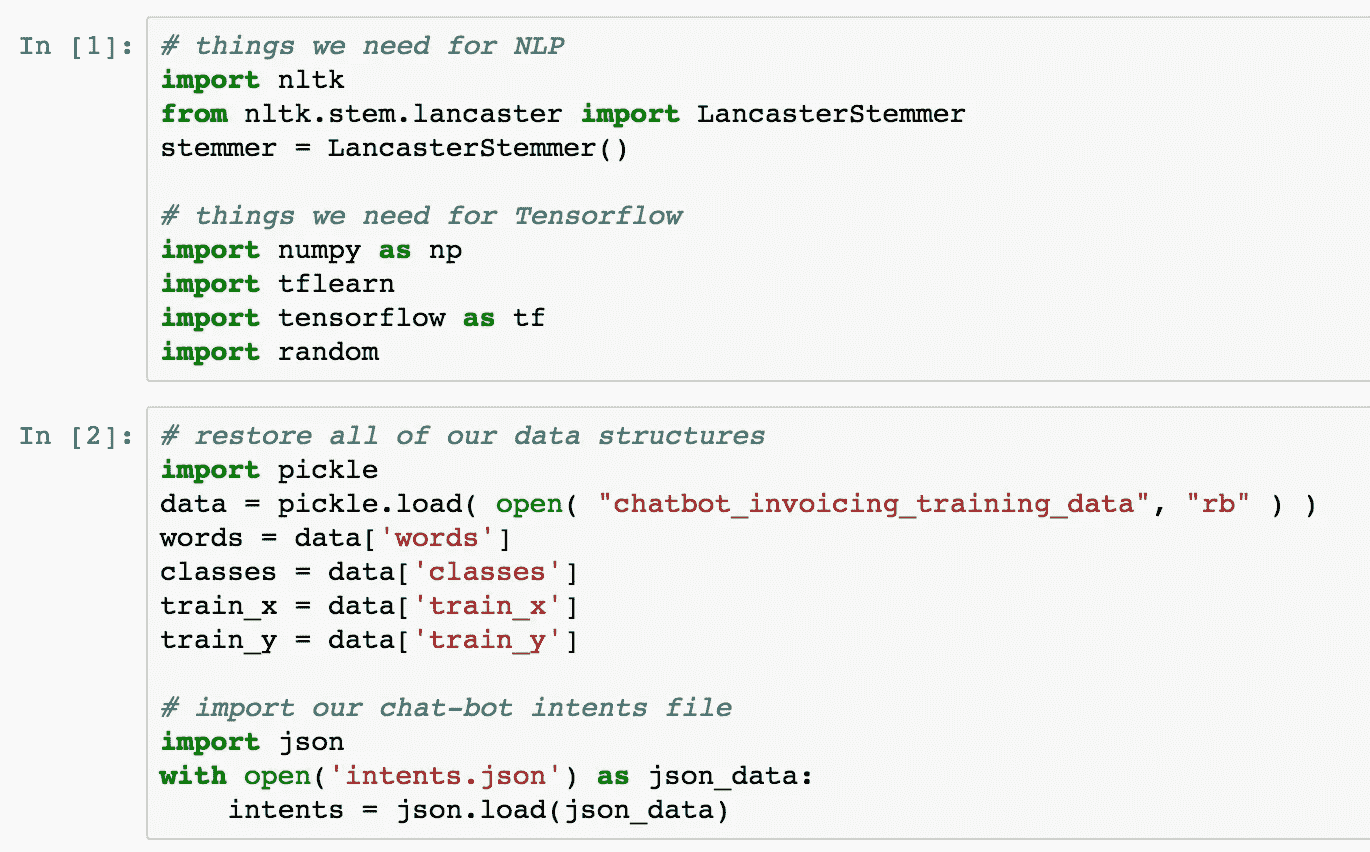 In [1]:
# things we need for NLP
import nltk
from nltk.stem.lancaster import LancasterStemmer
stemmer = LancasterStemmer()
# things we need for Tensorflow
import numpy as np
import tflearn
import tensorflow as tf
import random
In [2]:
# restore all of our data structures
import pickle
data = pickle.load( open( "chatbot_invoicing_training_data", "rb" ) )
words = data['words']
classes = data['classes']
train_x = data['train_x']
train_y = data['train_y']
# import our chat-bot intents file
import json
with open('intents.json') as json_data:
    intents = json.load(json_data)